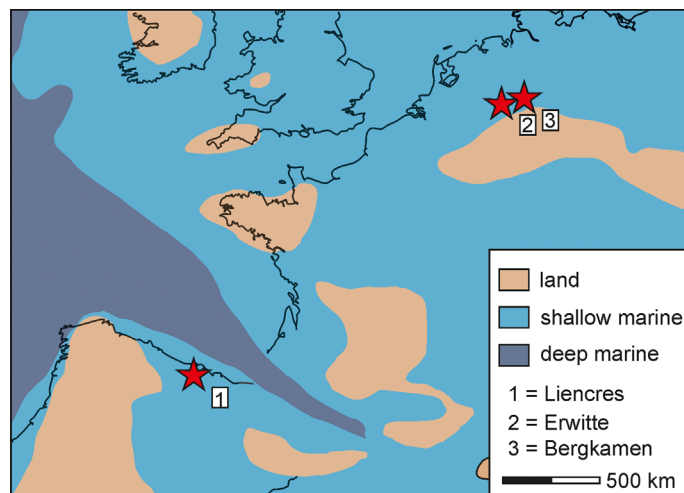 2 3
land
shallow marine
deep marine
1 = Liencres
2 = Erwitte
3 = Bergkamen
500 km
1